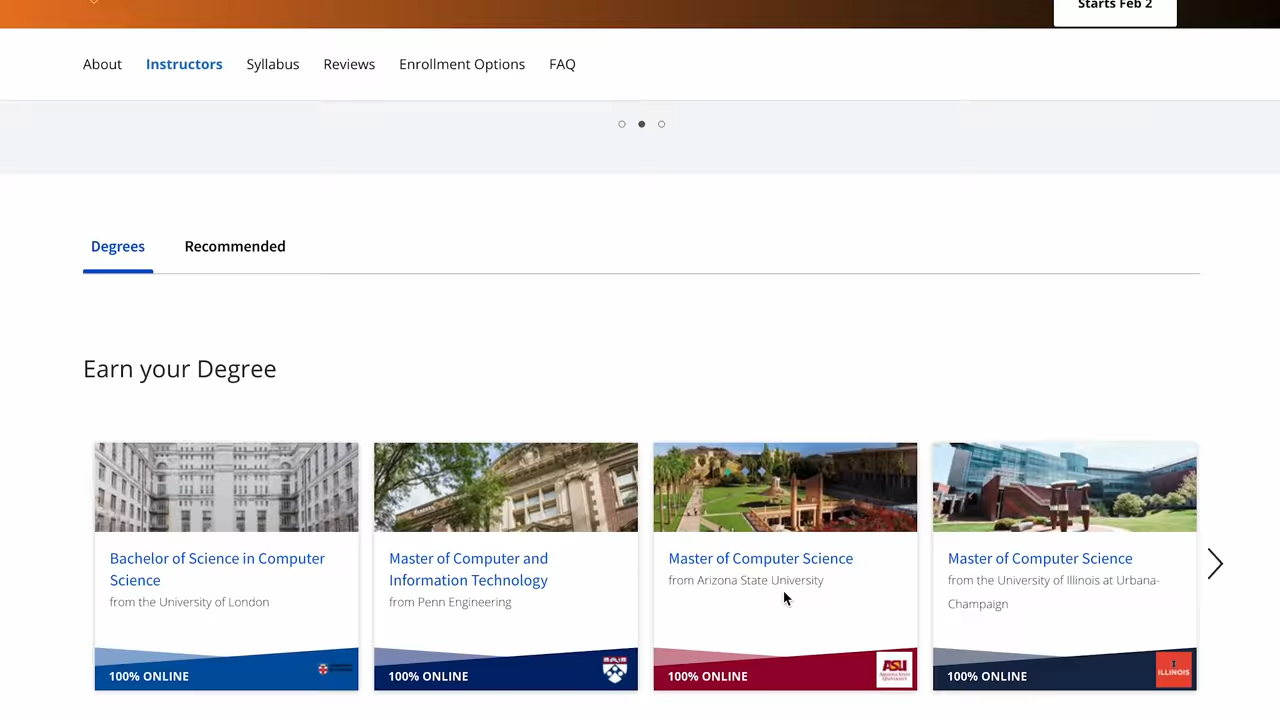 Starts Feb 2
About Instructors Syllabus Reviews Enrollment Options FAQ
Degrees Recommended
Earn your Degree
Bachelor of Science in Computer
Science
from the University of London
100% ONLINE
Master of Computer and
Information Technology
from Penn Engineering
100% ONLINE
Master of Computer Science
from Arizona State University
100% ONLINE
ASU
Master of Computer Science
from the University of Illinois at Urbana-
Champaign
100% ONLINE
I
ILLINOIS